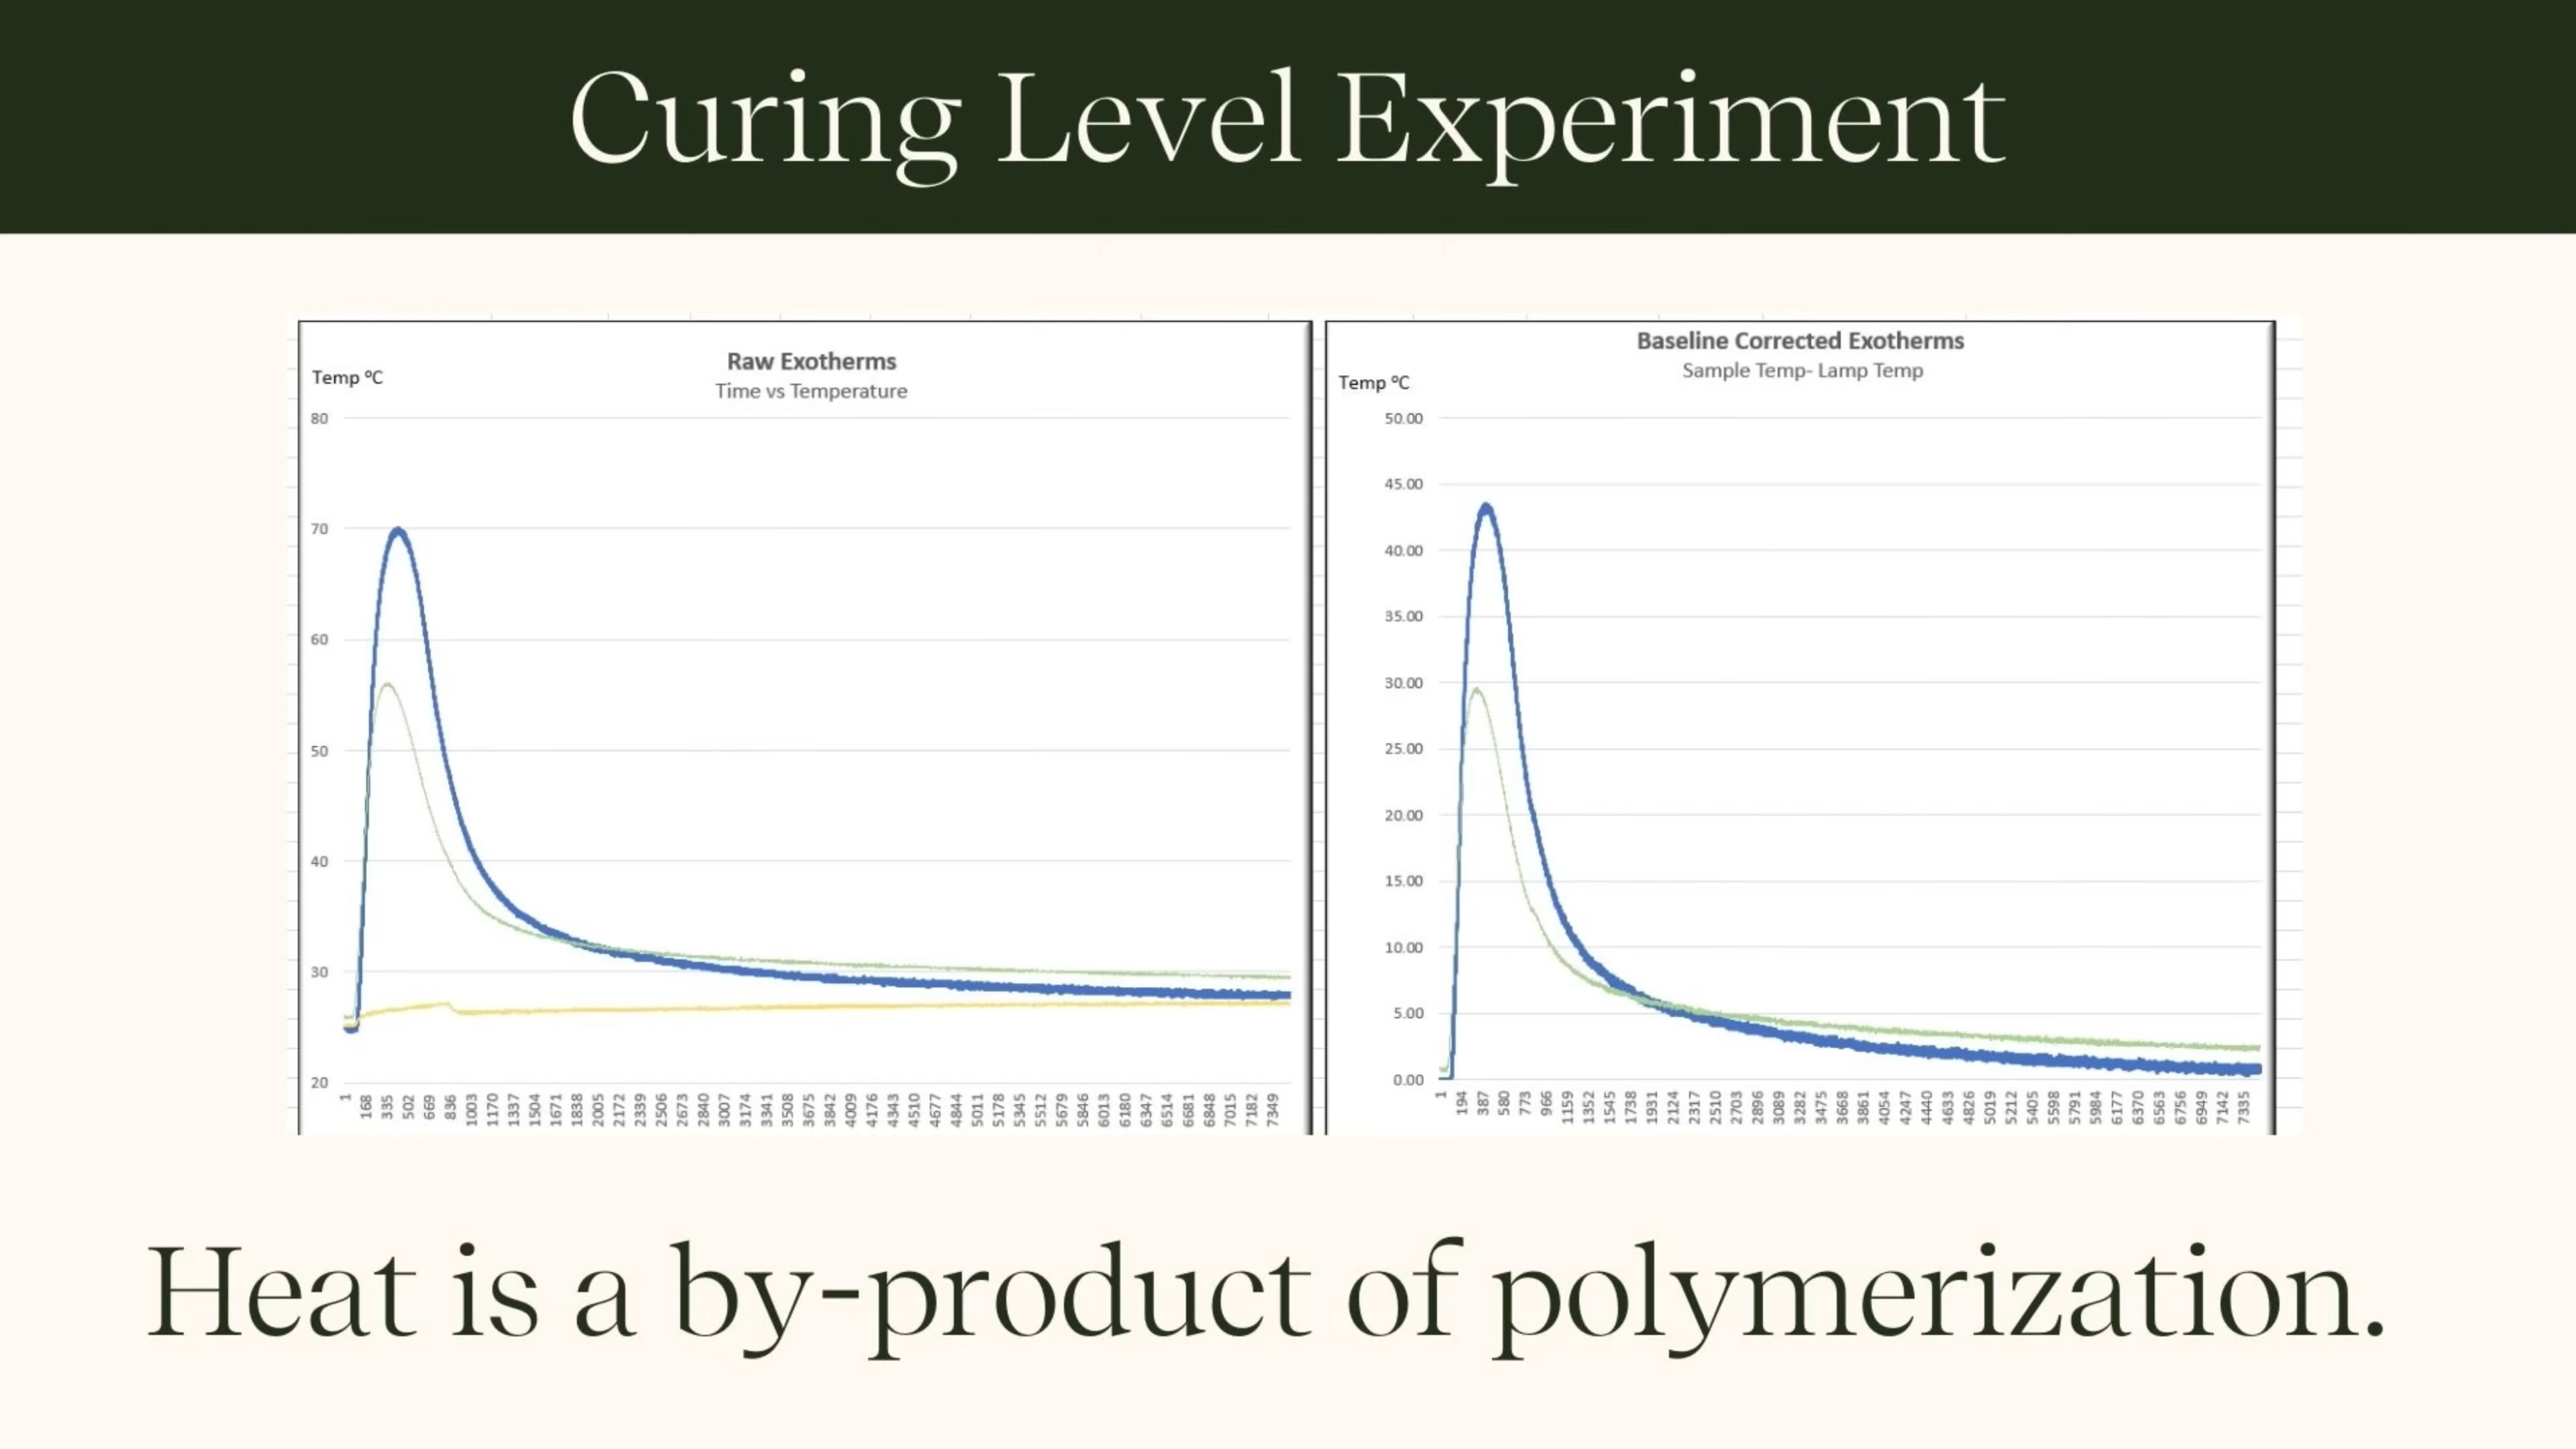 Curing Level Experiment
Raw Exotherms
Time vs Temperature
Temp ºC
80
70
60
50
40
30
20
1 168 335 502 669 836 1003 1170 1337 1504 1671 1838 2005 2172 2339 2506 2673 2840 3007 3174 3341 3508 3675 3842 4009 4176 4343 4510 4677 4844 5011 5178 5345 5512 5679 5846 6013 6180 6347 6514 6681 6848 7015 7182 7349
Baseline Corrected Exotherms
Sample Temp- Lamp Temp
Temp ºC
50.00
45.00
40.00
35.00
30.00
25.00
20.00
15.00
10.00
5.00
0.00
1 194 387 580 773 966 1159 1352 1545 1738 1931 2124 2317 2510 2703 2896 3089 3282 3475 3668 3861 4054 4247 4440 4633 4826 5019 5212 5405 5598 5791 5984 6177 6370 6563 6756 6949 7142 7335
Heat is a by-product of polymerization.